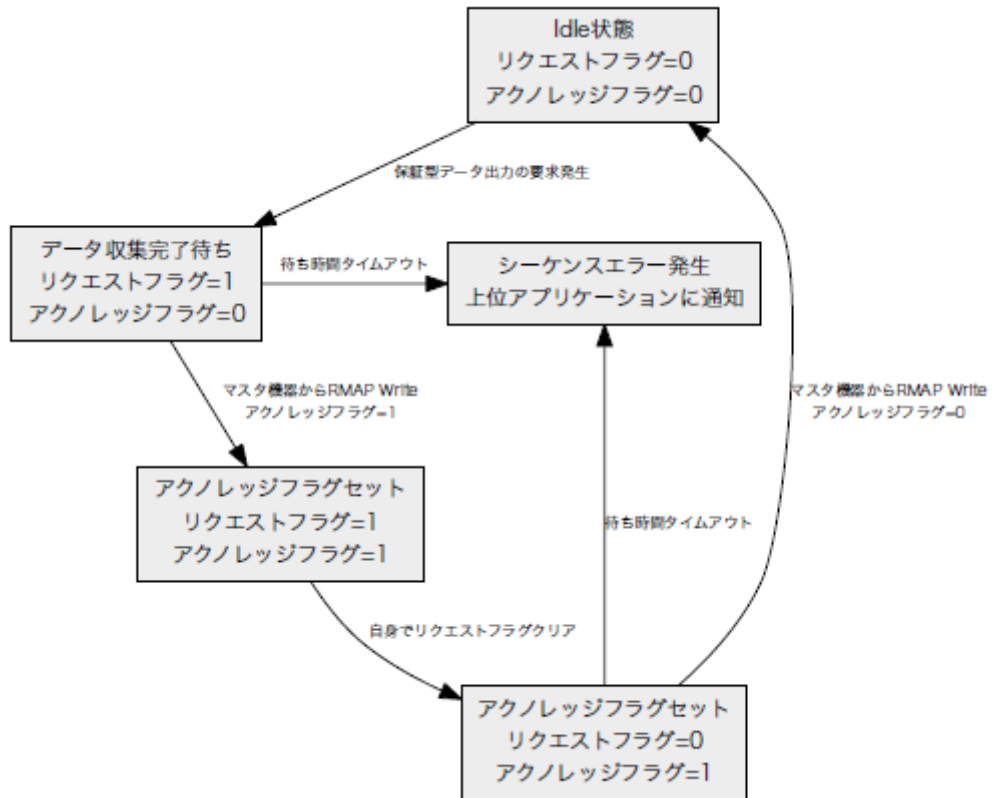 Idle状態
リクエストフラグ=0
アクノレッジフラグ=0
保証型データ出力の要求発生
データ収集完了待ち
リクエストフラグ=1
アクノレッジフラグ=0
待ち時間タイムアウト
シーケンスエラー発生
上位アプリケーションに通知
マスタ機器からRMAP Write
アクノレッジフラグ=1
マスタ機器からRMAP Write
アクノレッジフラグ=0
アクノレッジフラグセット
リクエストフラグ=1
アクノレッジフラグ=1
待ち時間タイムアウト
自身でリクエストフラグクリア
アクノレッジフラグセット
リクエストフラグ=0
アクノレッジフラグ=1